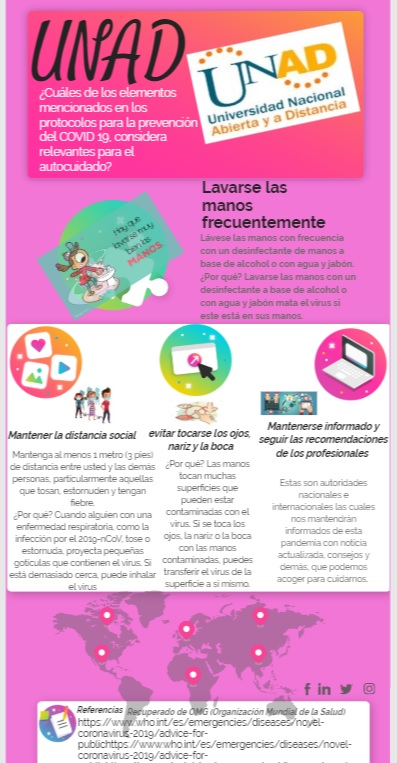 UNAD
¿Cuáles de los elementos
mencionados en los
protocolos para la prevención
del COVID 19, considera
relevantes para el
autocuidado?
UNAD
Universidad Nacional
Abierta y a Distancia
Hay que
lavarse muy
bien las
MANOS
Lavarse las
manos
frecuentemente
Lávese las manos con frecuencia
con un desinfectante de manos a
base de alcohol o con agua y jabón.
¿Por qué? Lavarse las manos con un
desinfectante a base de alcohol o
con agua y jabón mata el virus si
este está en sus manos.
Mantener la distancia social
Mantenga al menos 1 metro (3 pies)
de distancia entre usted y las demás
personas, particularmente aquellas
que tosan, estornuden y tengan
fiebre.
¿Por qué? Cuando alguien con una
enfermedad respiratoria, como la
infección por el 2019-nCoV, tose o
estornuda, proyecta pequeñas
gotículas que contienen el virus. Si
está demasiado cerca, puede inhalar
el virus
evitar tocarse los ojos,
nariz y la boca
¿Por qué? Las manos
tocan muchas
superficies que
pueden estar
contaminadas con el
virus. Si se toca los
ojos, la nariz o la boca
con las manos
contaminadas, puedes
transferir el virus de la
superficie a si mismo.
Mantenerse informado y
seguir las recomendaciones
de los profesionales
Estas son autoridades
nacionales e
internacionales las cuales
nos mantendrán
informados de esta
pandemia con noticia
actualizada, consejos y
demás, que podemos
acoger para cuidarnos.
Referencias
Recuperado de OMG (Organización Mundial de la Salud)
https://www.who.int/es/emergencies/diseases/novel-
coronavirus-2019/advice-for-
publichttps://www.who.int/es/emergencies/diseases/novel-
coronavirus-2019/advice-for-